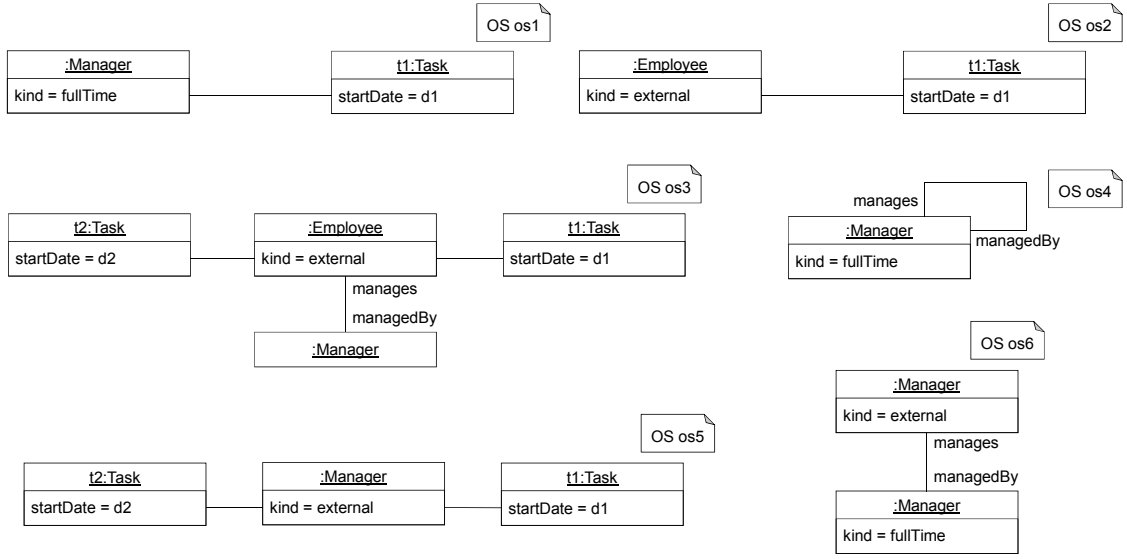 OS os1
:Manager
kind = fullTime
t1:Task
startDate = d1
OS os2
:Employee
kind = external
t1:Task
startDate = d1
OS os3
t2:Task
startDate = d2
:Employee
kind = external
t1:Task
startDate = d1
manages
managedBy
:Manager
OS os4
manages
:Manager
kind = fullTime
managedBy
OS os5
t2:Task
startDate = d2
:Manager
kind = external
t1:Task
startDate = d1
OS os6
:Manager
kind = external
manages
managedBy
:Manager
kind = fullTime